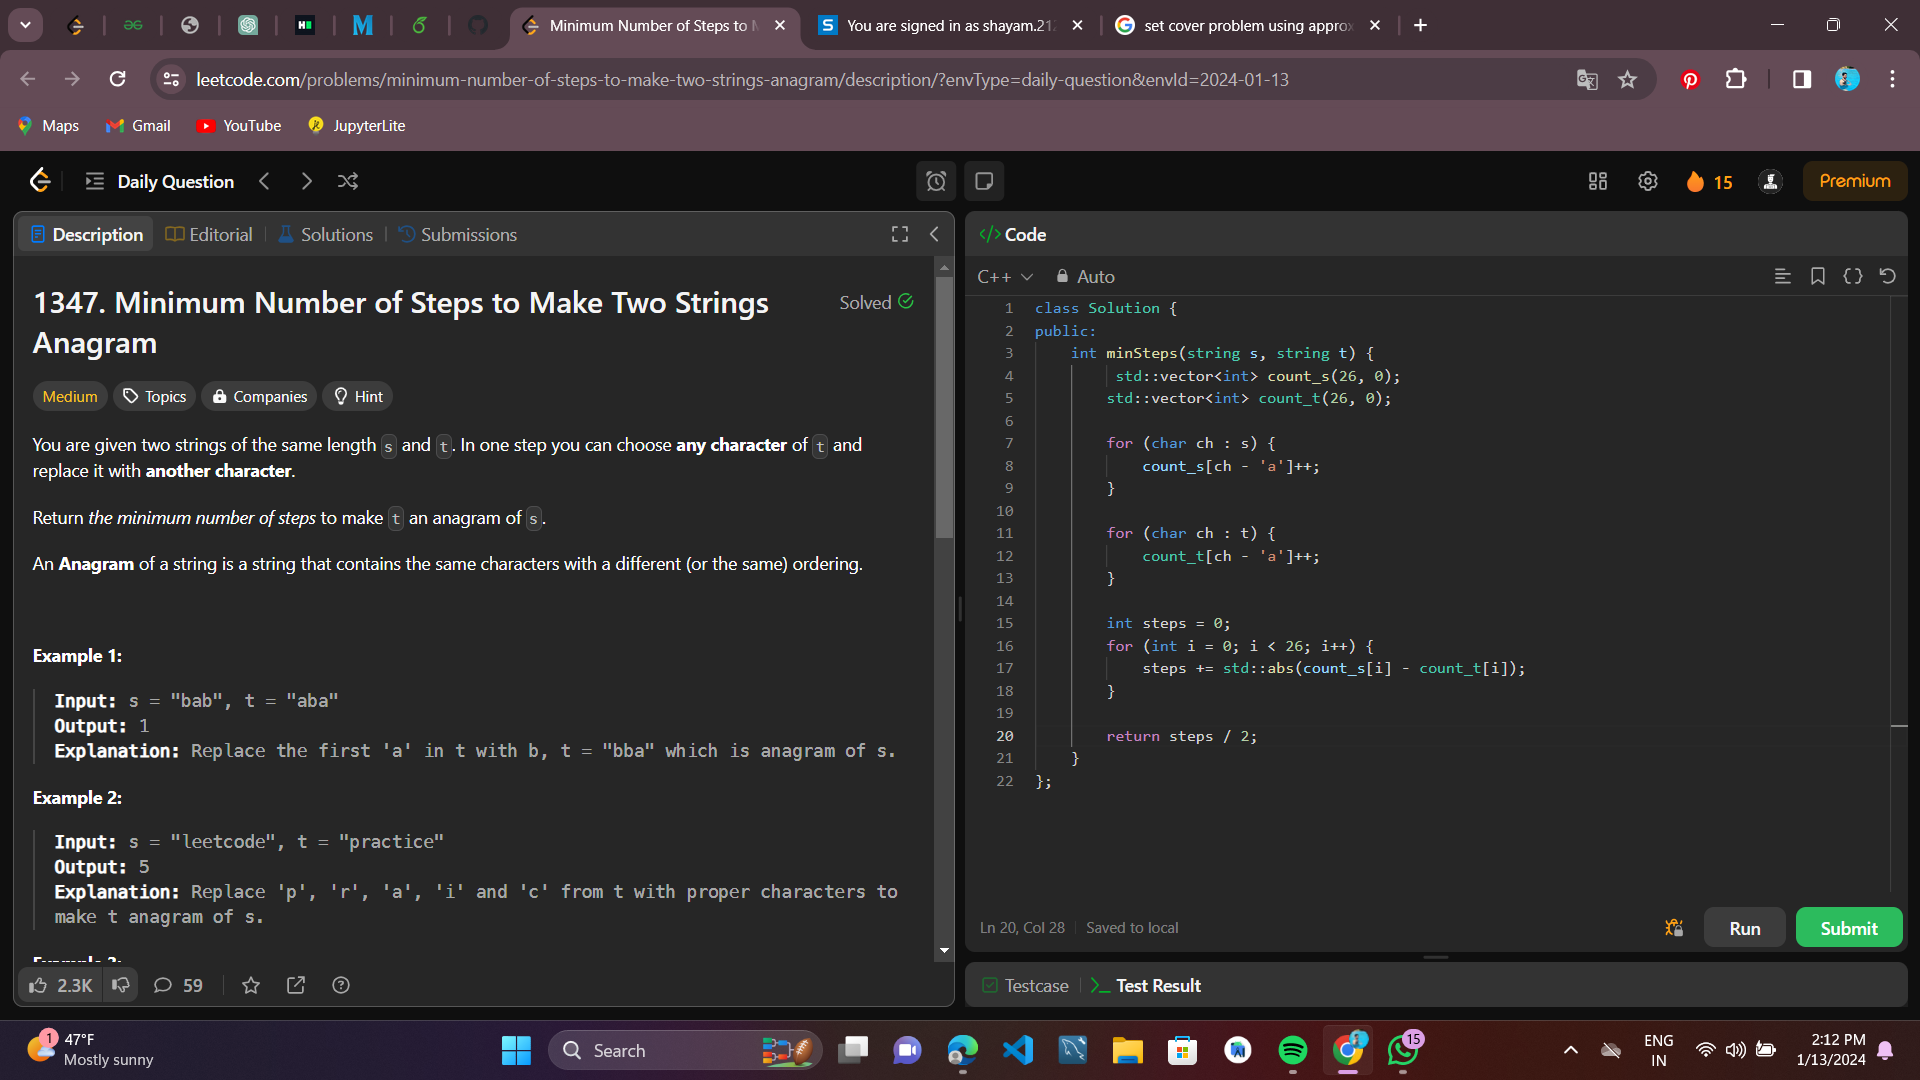 Minimum Number of Steps to M
You are signed in as shayam.21
set cover problem using approx
leetcode.com/problems/minimum-number-of-steps-to-make-two-strings-anagram/description/?envType=daily-question&envId=2024-01-13
Maps
Gmail
YouTube
JupyterLite
Daily Question
15
Premium
Description
Editorial
Solutions
Submissions
1347. Minimum Number of Steps to Make Two Strings
Anagram
Solved
Medium
Topics
Companies
Hint
You are given two strings of the same length s and t. In one step you can choose any character of t and
replace it with another character.
Return the minimum number of steps to make t an anagram of s.
An Anagram of a string is a string that contains the same characters with a different (or the same) ordering.
Example 1:
Input: s = "bab", t = "aba"
Output: 1
Explanation: Replace the first 'a' in t with b, t = "bba" which is anagram of s.
Example 2:
Input: s = "leetcode", t = "practice"
Output: 5
Explanation: Replace 'p', 'r', 'a', 'i' and 'c' from t with proper characters to
make t anagram of s.
2.3K
59
</> Code
C++
Auto
1 class Solution {
2 public:
3 int minSteps(string s, string t) {
4 std::vector<int> count_s(26, 0);
5 std::vector<int> count_t(26, 0);
6
7 for (char ch : s) {
8 count_s[ch - 'a']++;
9 }
10
11 for (char ch : t) {
12 count_t[ch - 'a']++;
13 }
14
15 int steps = 0;
16 for (int i = 0; i < 26; i++) {
17 steps += std::abs(count_s[i] - count_t[i]);
18 }
19
20 return steps / 2;
21 }
22 };
Ln 20, Col 28
Saved to local
Run
Submit
Testcase
Test Result
1
47°F
Mostly sunny
Search
15
ENG
IN
2:12 PM
1/13/2024